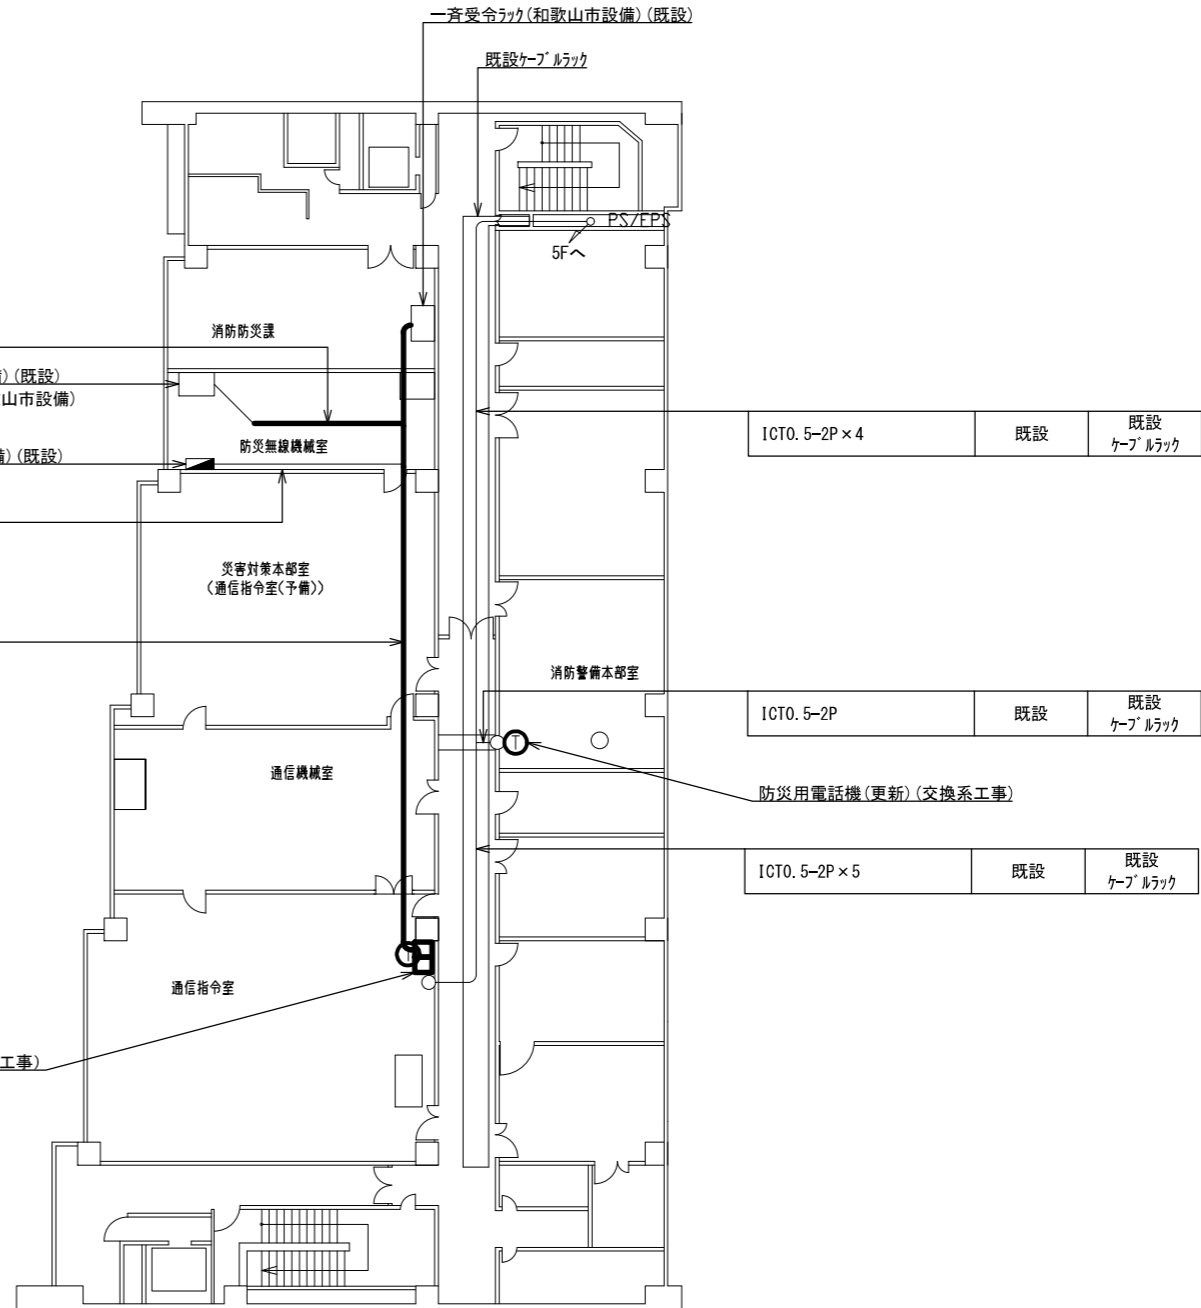 一斉受令ﾗｯｸ(和歌山市設備)(既設)
既設ｹｰﾌﾞﾙﾗｯｸ
PS/EPS
5Fへ
消防防災課
備)(既設)
山市設備)
防災無線機械室
備)(既設)
ICT0.5-2P×4 既設 既設
ｹｰﾌﾞﾙﾗｯｸ
災害対策本部室
(通信指令室(予備))
消防警備本部室
ICT0.5-2P 既設 既設
ｹｰﾌﾞﾙﾗｯｸ
T
通信機械室
防災用電話機(更新)(交換系工事)
ICT0.5-2P×5 既設 既設
ｹｰﾌﾞﾙﾗｯｸ
通信指令室
工事)